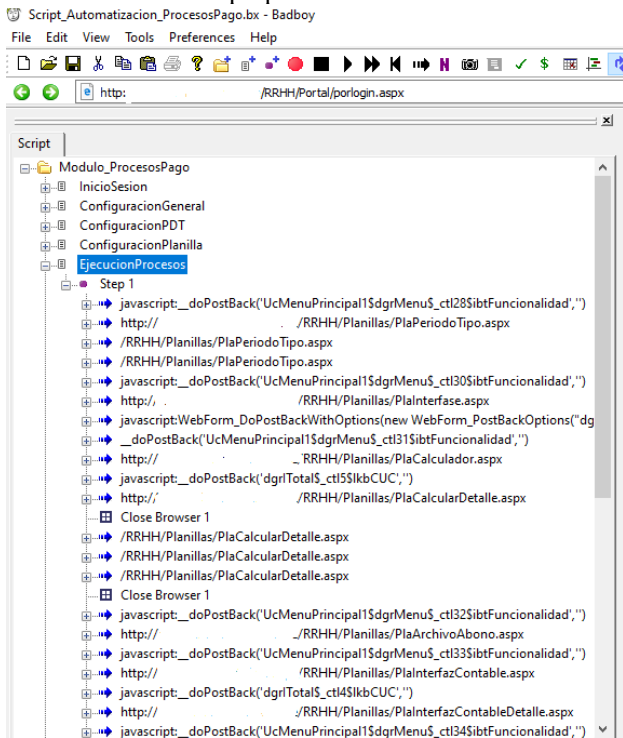 Script_Automatizacion_ProcesosPago.bx - Badboy
File Edit View Tools Preferences Help
http: /RRHH/Portal/porlogin.aspx
Script
Modulo_ProcesosPago
InicioSesion
ConfiguracionGeneral
ConfiguracionPDT
ConfiguracionPlanilla
EjecucionProcesos
Step 1
javascript:__doPostBack('UcMenuPrincipal1$dgrMenu$_ctl28$ibtFuncionalidad','')
http:// /RRHH/Planillas/PlaPeriodoTipo.aspx
/RRHH/Planillas/PlaPeriodoTipo.aspx
/RRHH/Planillas/PlaPeriodoTipo.aspx
javascript:__doPostBack('UcMenuPrincipal1$dgrMenu$_ctl30$ibtFuncionalidad','')
http:/, /RRHH/Planillas/PlaInterfase.aspx
javascript:WebForm_DoPostBackWithOptions(new WebForm_PostBackOptions("dg
__doPostBack('UcMenuPrincipal1$dgrMenu$_ctl31$ibtFuncionalidad','')
http:// RRHH/Planillas/PlaCalculador.aspx
javascript:__doPostBack('dgrlTotal$_ctl5$lkbCUC','')
http:/ /RRHH/Planillas/PlaCalcularDetalle.aspx
Close Browser 1
/RRHH/Planillas/PlaCalcularDetalle.aspx
/RRHH/Planillas/PlaCalcularDetalle.aspx
/RRHH/Planillas/PlaCalcularDetalle.aspx
Close Browser 1
javascript:__doPostBack('UcMenuPrincipal1$dgrMenu$_ctl32$ibtFuncionalidad','')
http:// /RRHH/Planillas/PlaArchivoAbono.aspx
javascript:__doPostBack('UcMenuPrincipal1$dgrMenu$_ctl33$ibtFuncionalidad','')
http:// /RRHH/Planillas/PlaInterfazContable.aspx
javascript:__doPostBack('dgrlTotal$_ctl4$lkbCUC','')
http:// /RRHH/Planillas/PlaInterfazContableDetalle.aspx
javascript:__doPostBack('UcMenuPrincipal1$dgrMenu$_ctl34$ibtFuncionalidad','')